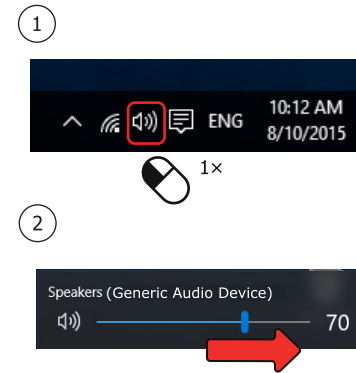 1
ENG
10:12 AM
8/10/2015
1×
2
Speakers (Generic Audio Device)
70